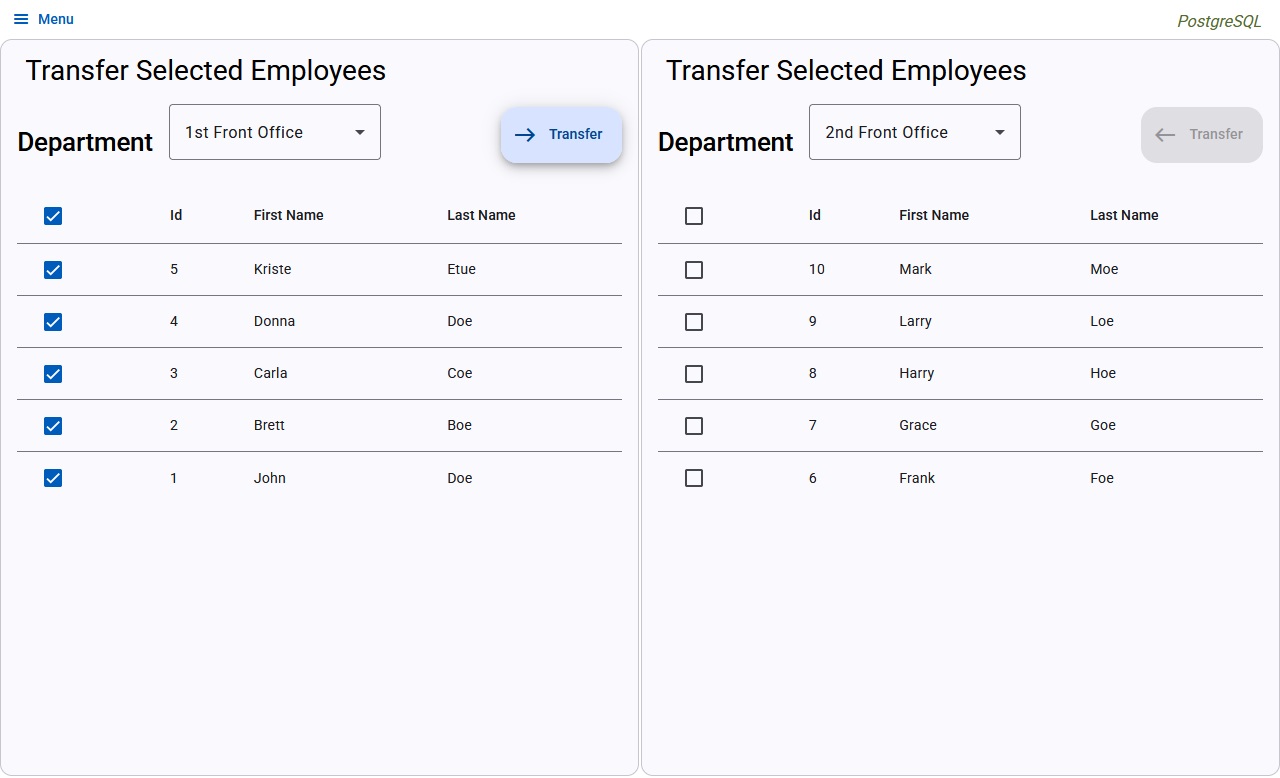 Menu
PostgreSQL
Transfer Selected Employees
Department
1st Front Office
Transfer
Id First Name Last Name
5 Kriste Etue
4 Donna Doe
3 Carla Coe
2 Brett Boe
1 John Doe
Transfer Selected Employees
Department
2nd Front Office
Transfer
Id First Name Last Name
10 Mark Moe
9 Larry Loe
8 Harry Hoe
7 Grace Goe
6 Frank Foe